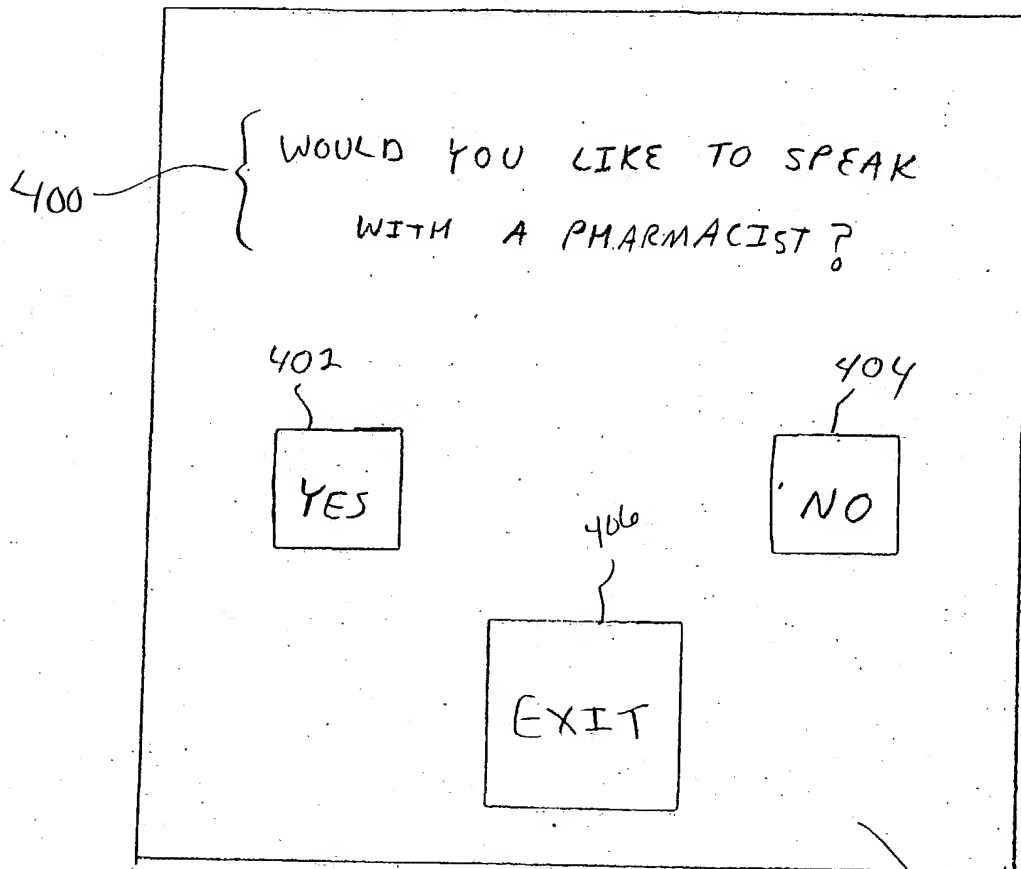 WOULD YOU LIKE TO SPEAK
400
WITH A PHARMACIST?
402
404
YES
NO
406
EXIT